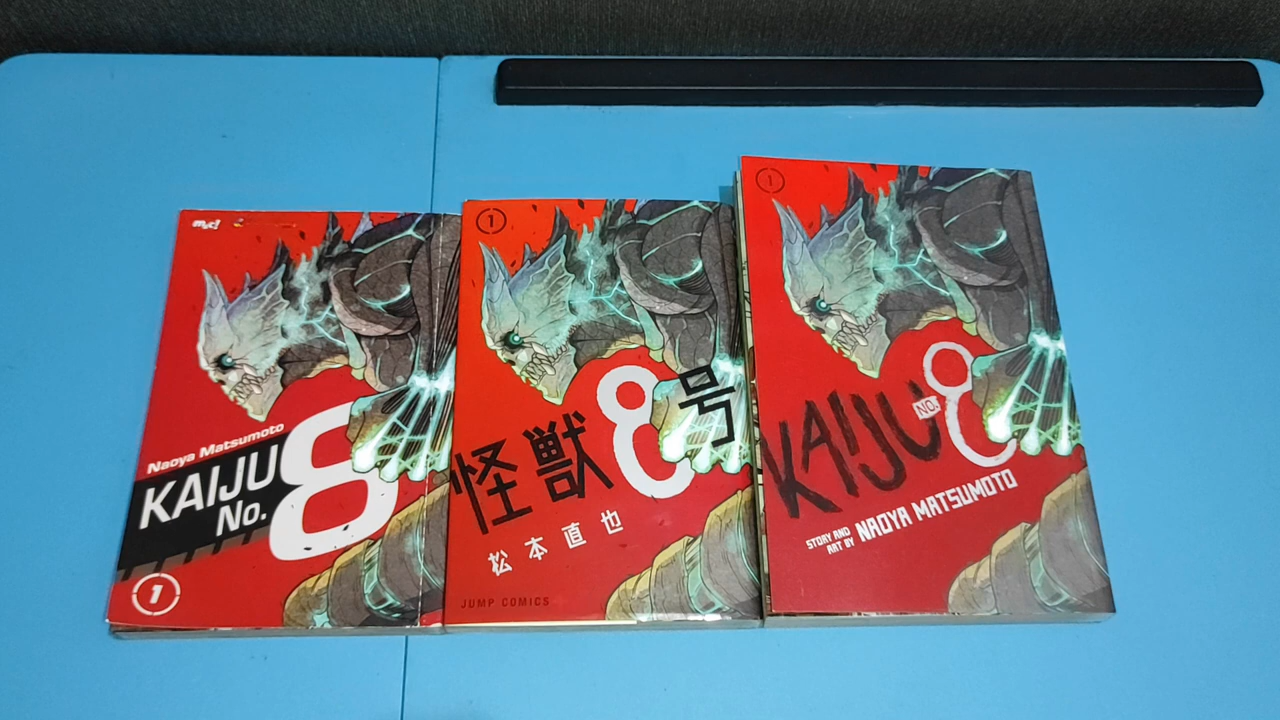 m&c!
Naoya Matsumoto
KAIJU
No. 8
1
1
怪獣8号
松本直也
JUMP COMICS
1
KAIJU NO. 8
STORY AND
ART BY NAOYA MATSUMOTO